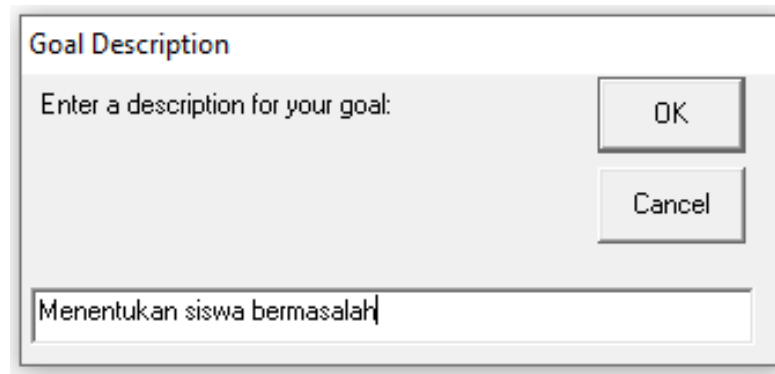 Goal Description
Enter a description for your goal:
OK
Cancel
Menentukan siswa bermasalah